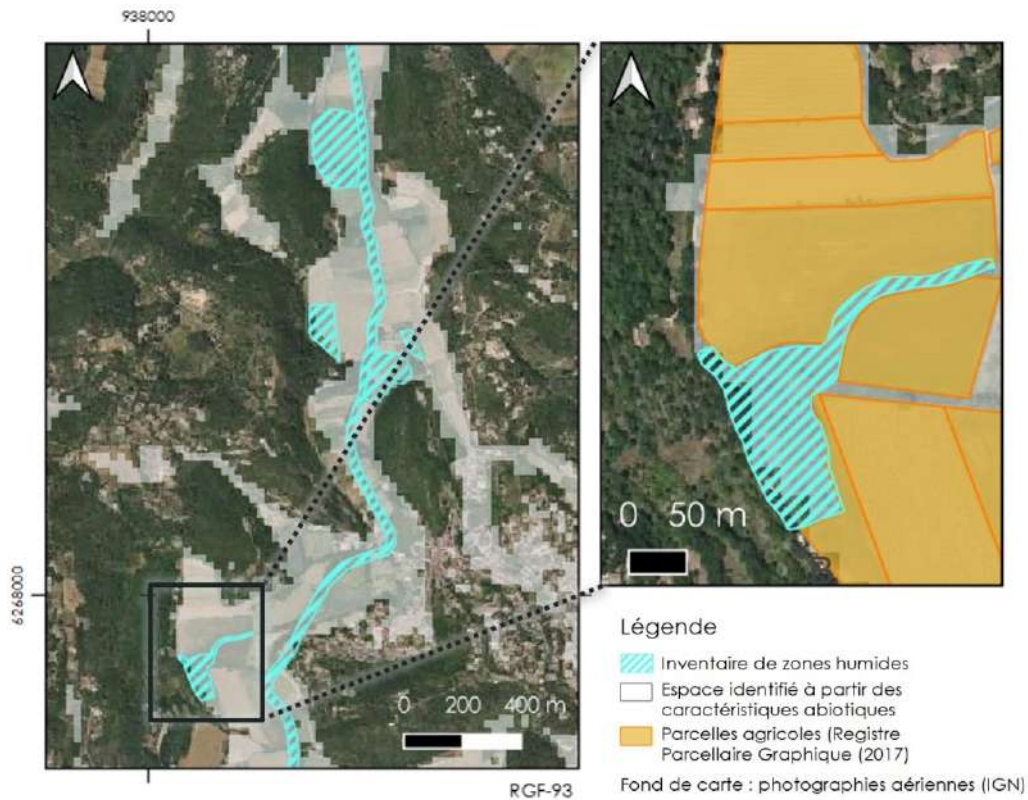 938000
6268000
0 200 400 m
RGF-93
0 50 m
Légende
Inventaire de zones humides
Espace identifié à partir des
caractéristiques abiotiques
Parcelles agricoles (Registre
Parcellaire Graphique (2017)
Fond de carte : photographies aériennes (IGN)